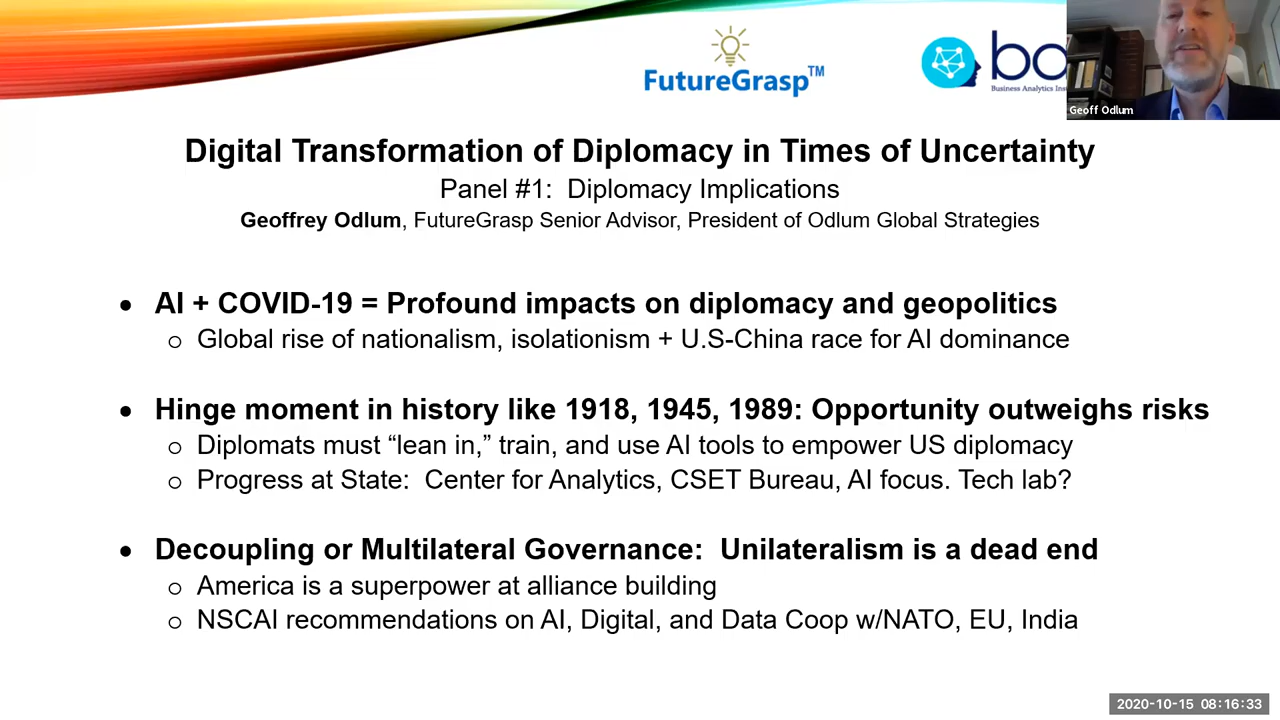 FutureGrasp™
Business Analytics
Geoff Odlum
Digital Transformation of Diplomacy in Times of Uncertainty
Panel #1: Diplomacy Implications
Geoffrey Odlum, FutureGrasp Senior Advisor, President of Odlum Global Strategies
• AI + COVID-19 = Profound impacts on diplomacy and geopolitics
o Global rise of nationalism, isolationism + U.S-China race for AI dominance
• Hinge moment in history like 1918, 1945, 1989: Opportunity outweighs risks
o Diplomats must “lean in,” train, and use AI tools to empower US diplomacy
o Progress at State: Center for Analytics, CSET Bureau, AI focus. Tech lab?
• Decoupling or Multilateral Governance: Unilateralism is a dead end
o America is a superpower at alliance building
o NSCAI recommendations on AI, Digital, and Data Coop w/NATO, EU, India
2020-10-15 08:16:33